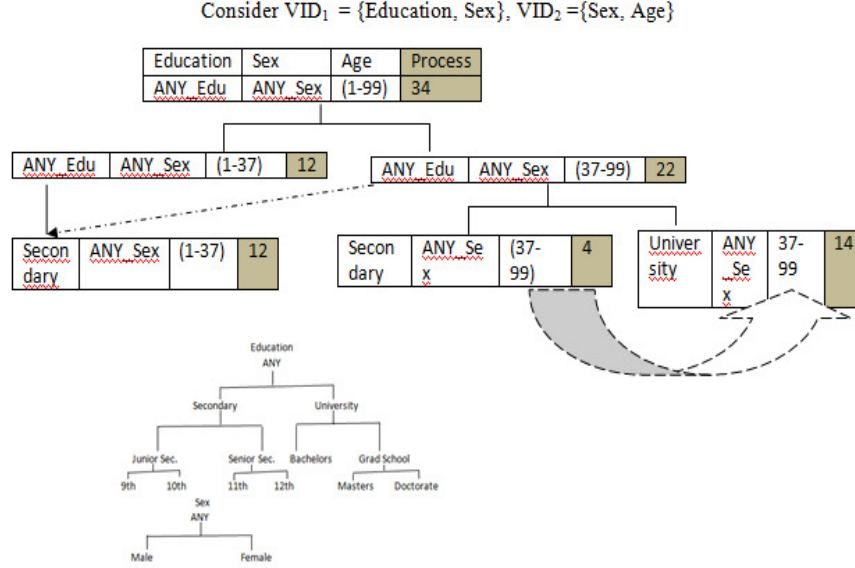 Consider VID₁ = {Education, Sex}, VID₂ ={Sex, Age}
Education Sex Age Process
ANY_Edu ANY_Sex (1-99) 34
ANY_Edu ANY_Sex (1-37) 12
ANY_Edu ANY_Sex (37-99) 22
Secon ANY_Sex (1-37) 12
dary
Secon ANY_Se (37- 4
dary x 99)
Univer ANY 37- 14
sity _Se 99
x
Education
ANY
Secondary University
Junior Sec. Senior Sec. Bachelors Grad School
9th 10th 11th 12th Masters Doctorate
Sex
ANY
Male Female